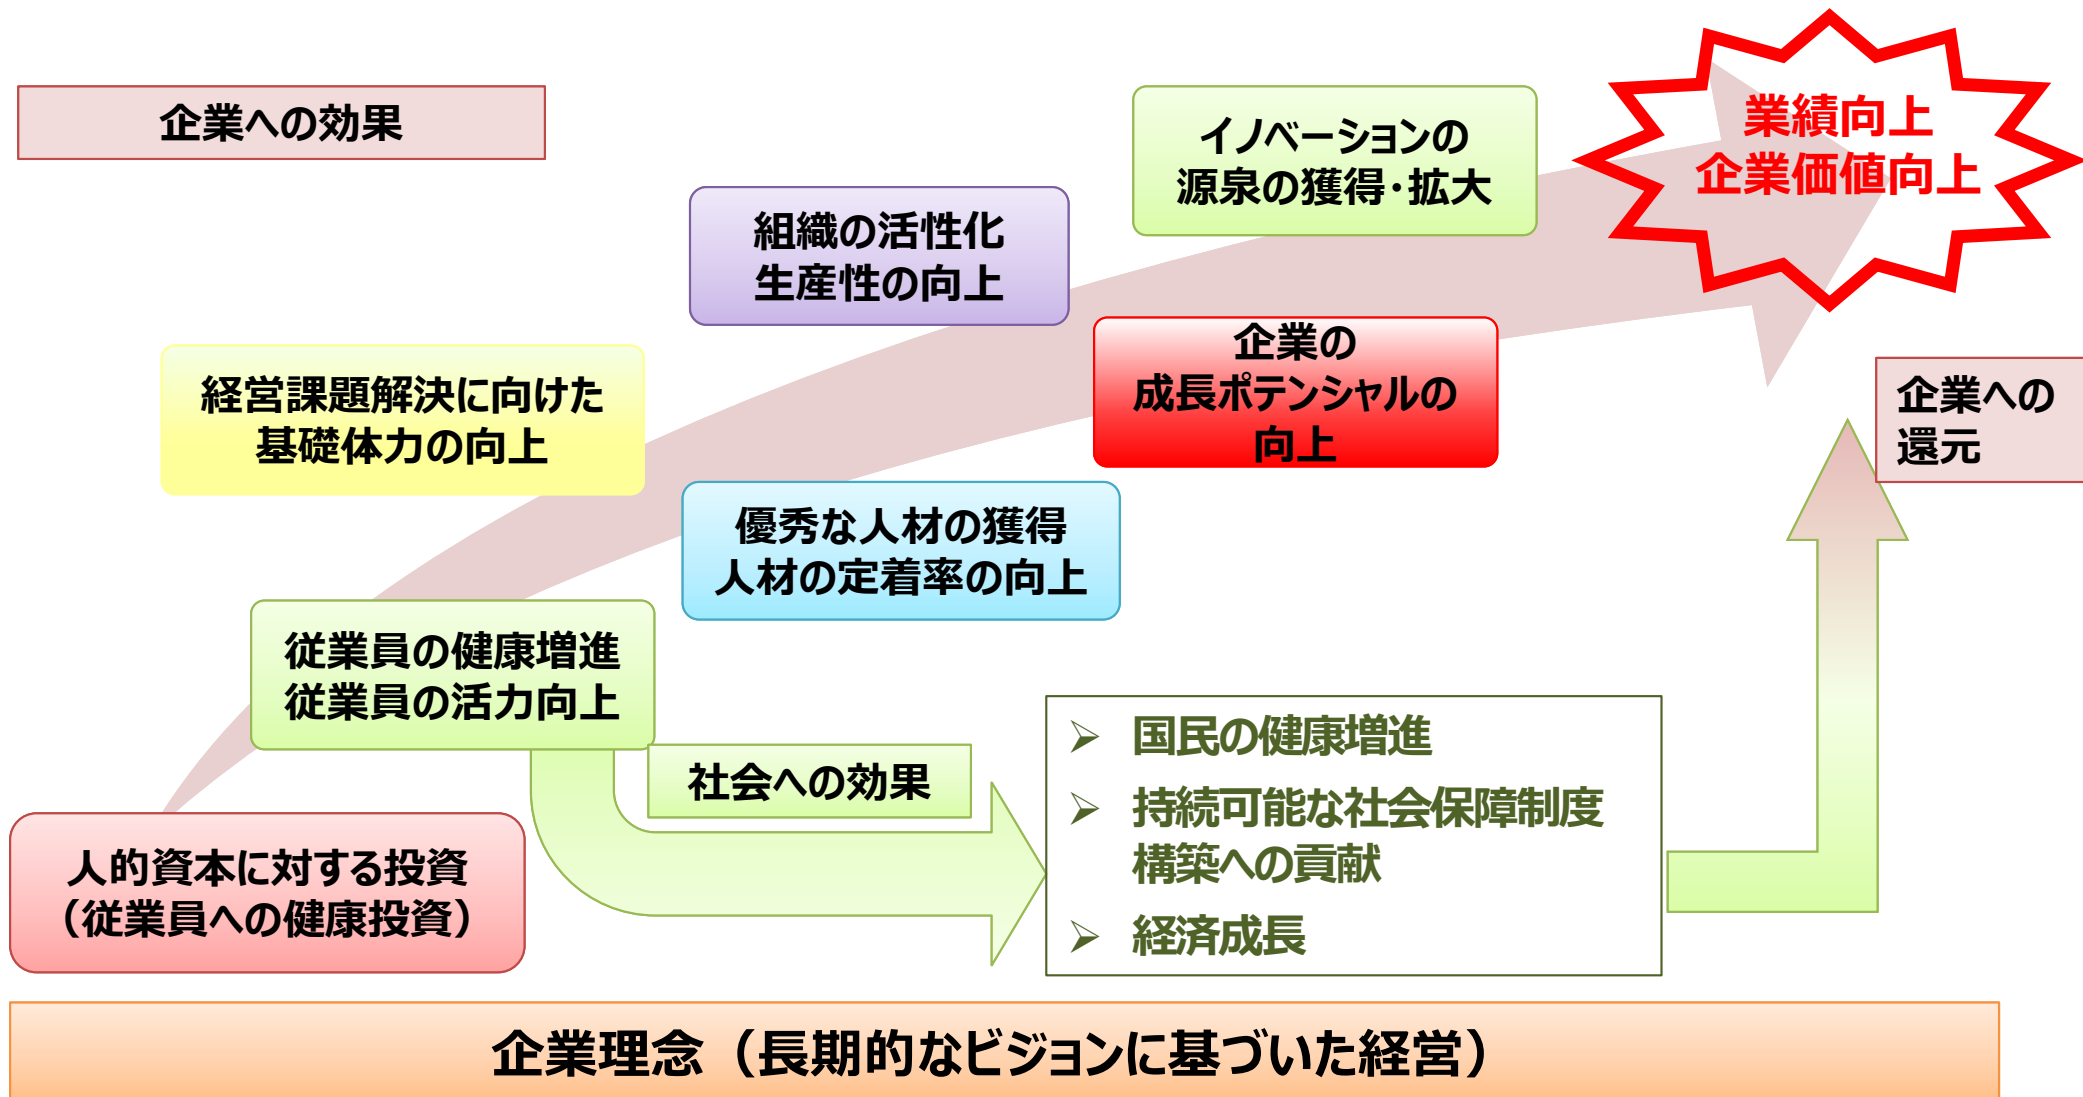 企業への効果
業績向上
企業価値向上
イノベーションの
源泉の獲得・拡大
組織の活性化
生産性の向上
企業の
成長ポテンシャルの
向上
経営課題解決に向けた
基礎体力の向上
企業への
還元
優秀な人材の獲得
人材の定着率の向上
従業員の健康増進
従業員の活力向上
社会への効果
➢ 国民の健康増進
➢ 持続可能な社会保障制度
構築への貢献
➢ 経済成長
人的資本に対する投資
（従業員への健康投資）
企業理念（長期的なビジョンに基づいた経営）